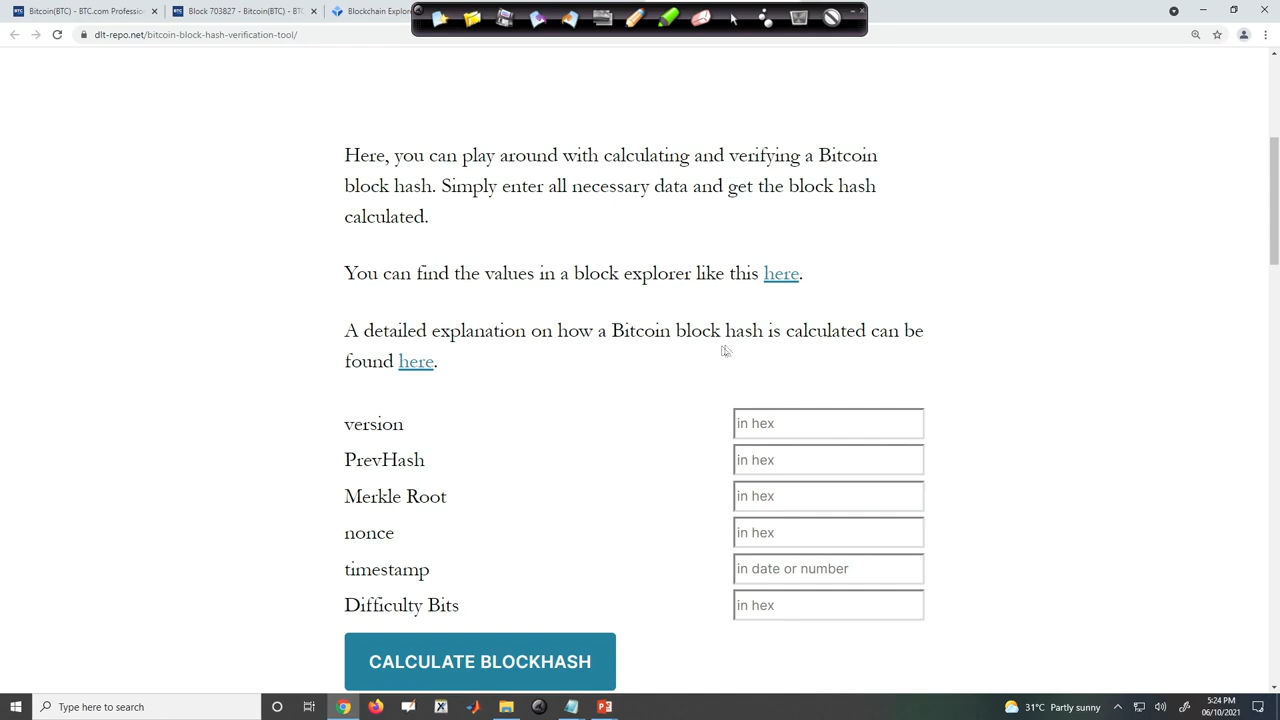 Bitcoin(BTC) - BTC.com Professio
Block 703827 - Bitcoin(BTC) - BT
Blockchain Explor
dlt-repo.net/bitcoin-block-hash-verification-tool/
Here, you can play around with calculating and verifying a Bitcoin
block hash. Simply enter all necessary data and get the block hash
calculated.
You can find the values in a block explorer like this here.
A detailed explanation on how a Bitcoin block hash is calculated can be
found here.
version in hex
PrevHash in hex
Merkle Root in hex
nonce in hex
timestamp in date or number
Difficulty Bits in hex
CALCULATE BLOCKHASH
Type here to search
31°C Partly sunny
5:24 PM
06/10/2021